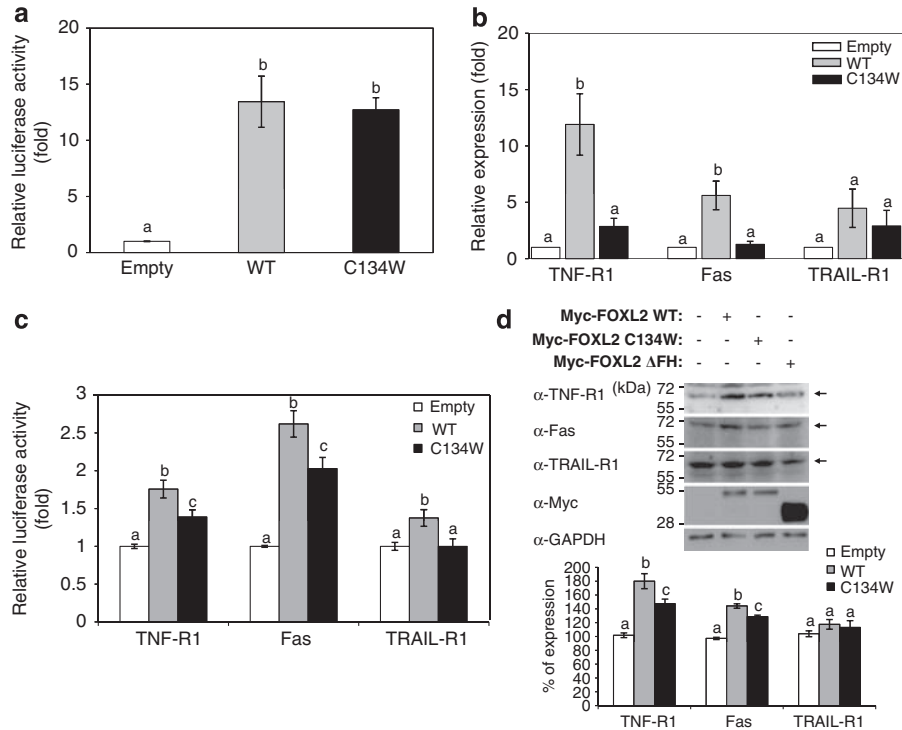 a
Relative luciferase activity
(fold)
20
15
10
5
0
a
b
b
Empty
WT
C134W
b
Relative expression (fold)
20
15
10
5
0
Empty
WT
C134W
a
b
a
a
b
a
a
a
a
TNF-R1
Fas
TRAIL-R1
c
Relative luciferase activity
(fold)
3
2.5
2
1.5
1
0.5
0
Empty
WT
C134W
a
b
c
a
b
c
a
b
a
TNF-R1
Fas
TRAIL-R1
d
Myc-FOXL2 WT: - + - -
Myc-FOXL2 C134W: - - + -
Myc-FOXL2 ΔFH: - - - +
α-TNF-R1 (kDa) 72
55
α-Fas 72
55
α-TRAIL-R1 72
55
α-Myc 55
28
α-GAPDH
% of expression
200
180
160
140
120
100
80
60
40
20
0
Empty
WT
C134W
a
b
c
a
b
c
a
a
a
TNF-R1
Fas
TRAIL-R1